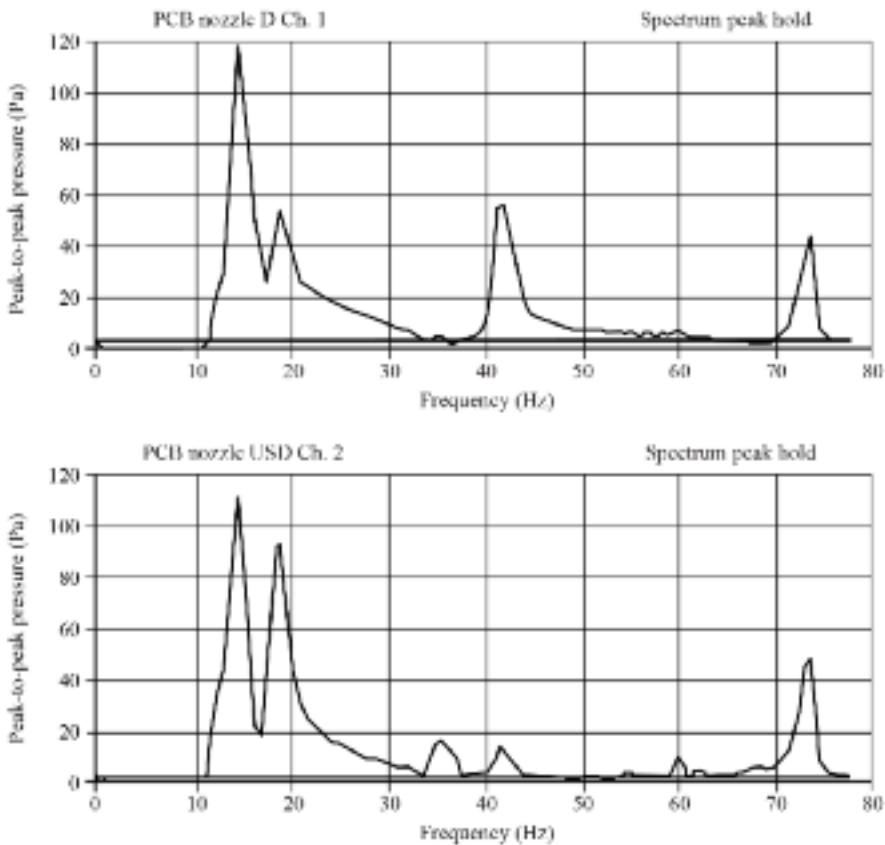 PCB nozzle D Ch. 1 Spectrum peak hold
Peak-to-peak pressure (Pa)
120
100
80
60
40
20
0
0 10 20 30 40 50 60 70 80
Frequency (Hz)
PCB nozzle USD Ch. 2 Spectrum peak hold
Peak-to-peak pressure (Pa)
120
100
80
60
40
20
0
0 10 20 30 40 50 60 70 80
Frequency (Hz)